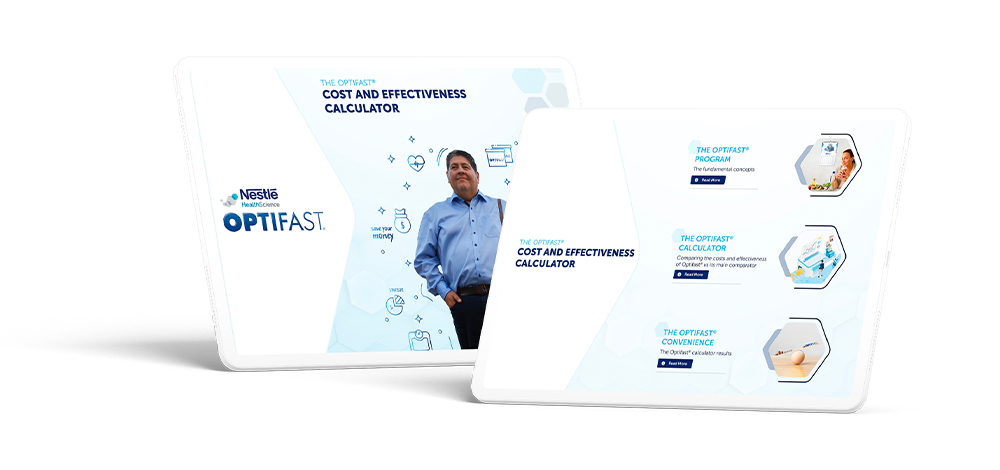 THE OPTIFAST®
COST AND EFFECTIVENESS
CALCULATOR
OPTIFAST
save your
money
Nestlē
HealthScience
OPTIFAST®
THE OPTIFAST®
COST AND EFFECTIVENESS
CALCULATOR
THE OPTIFAST®
PROGRAM
The fundamental concepts
Read More
THE OPTIFAST®
CALCULATOR
Comparing the costs and effectiveness
of Optifast® vs its main comparator
Read More
THE OPTIFAST®
CONVENIENCE
The Optifast® calculator results
Read More